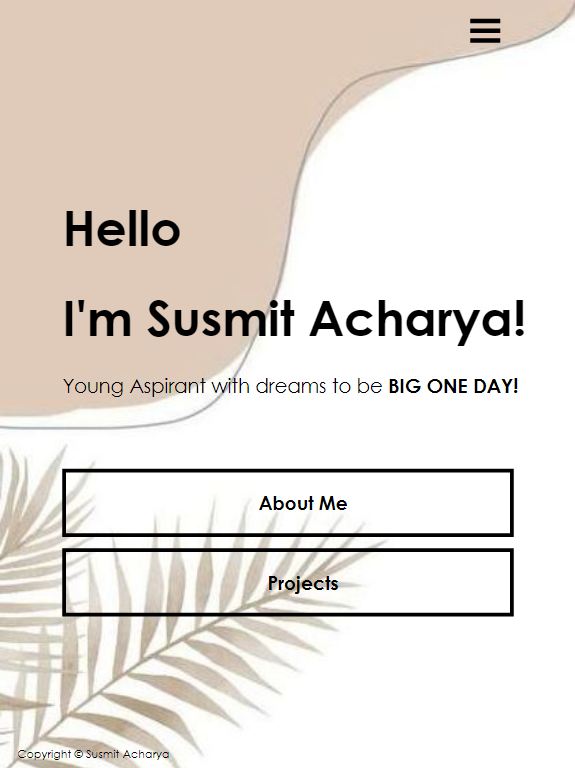 Hello
I'm Susmit Acharya!
Young Aspirant with dreams to be BIG ONE DAY!
About Me
Projects
Copyright © Susmit Acharya